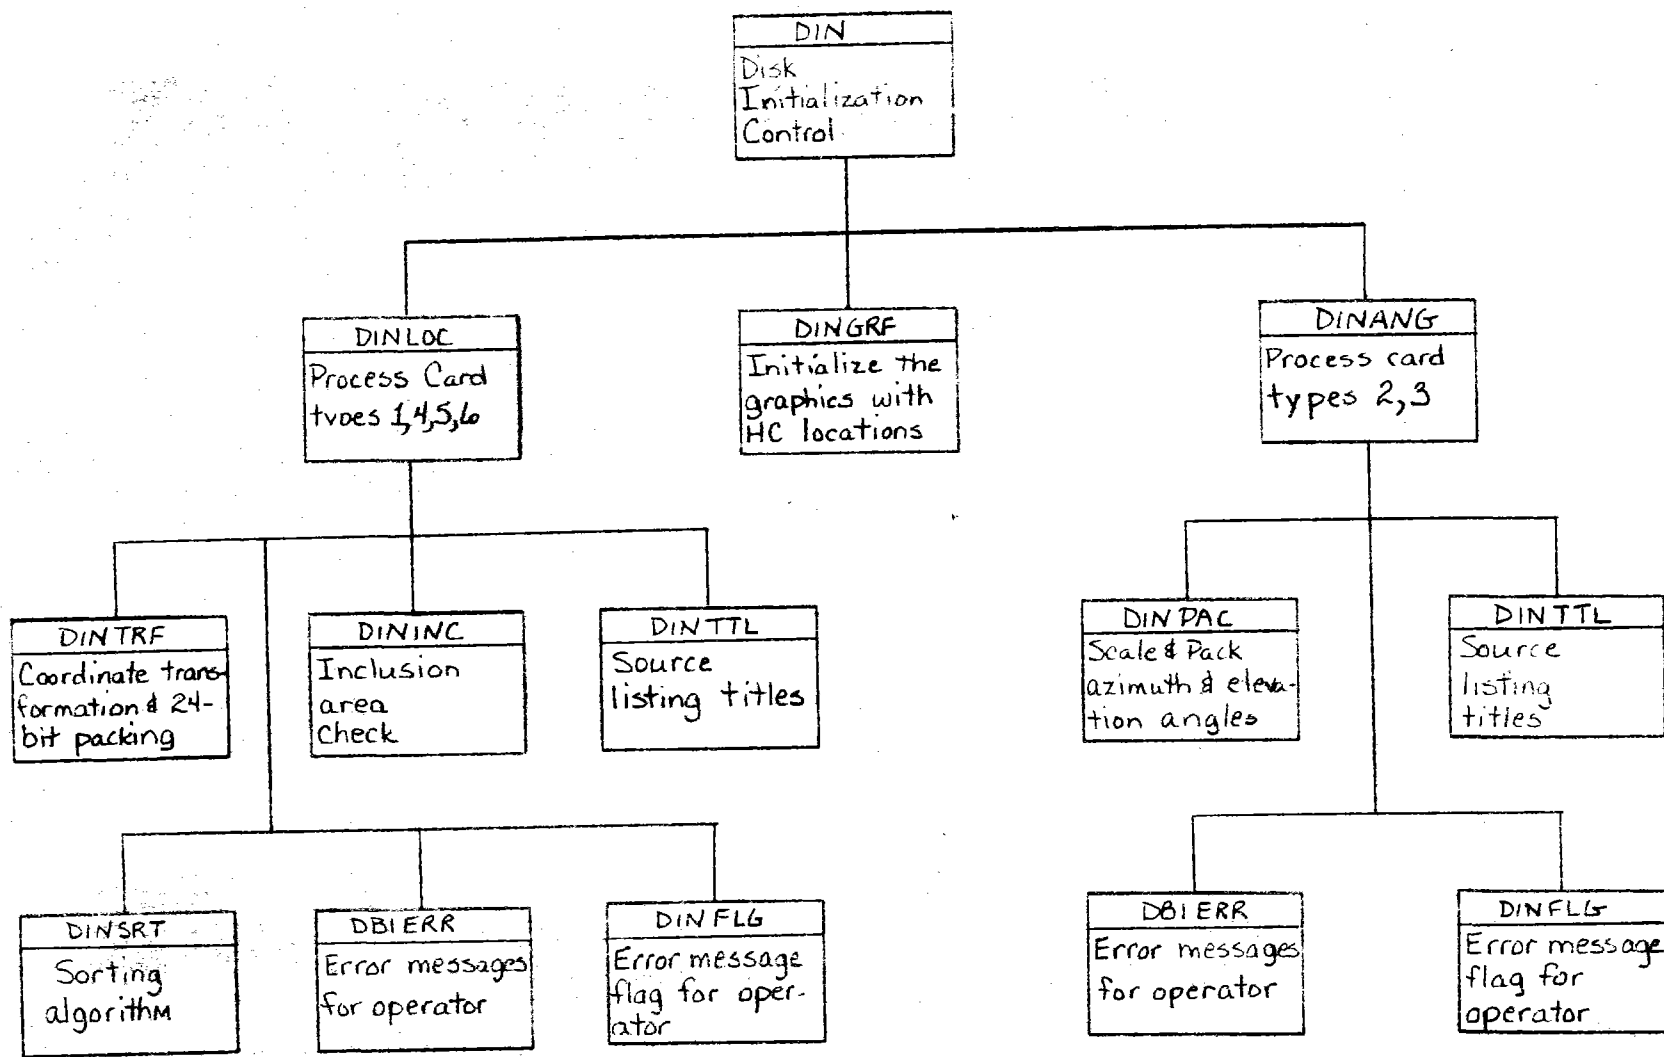 DIN
Disk
Initialization
Control
DINLOC
Process Card
types 1,4,5,6
DINGRF
Initialize the
graphics with
HC locations
DINANG
Process card
types 2,3
DINTRF
Coordinate trans-
formation & 24-
bit packing
DININC
Inclusion
area
Check
DINTTL
Source
listing titles
DINPAC
Scale & Pack
azimuth & eleva-
tion angles
DINTTL
Source
listing
titles
DINSRT
Sorting
algorithm
DBIERR
Error messages
for operator
DINFLG
Error message
flag for oper-
ator
DBIERR
Error messages
for operator
DINFLG
Error message
flag for
operator